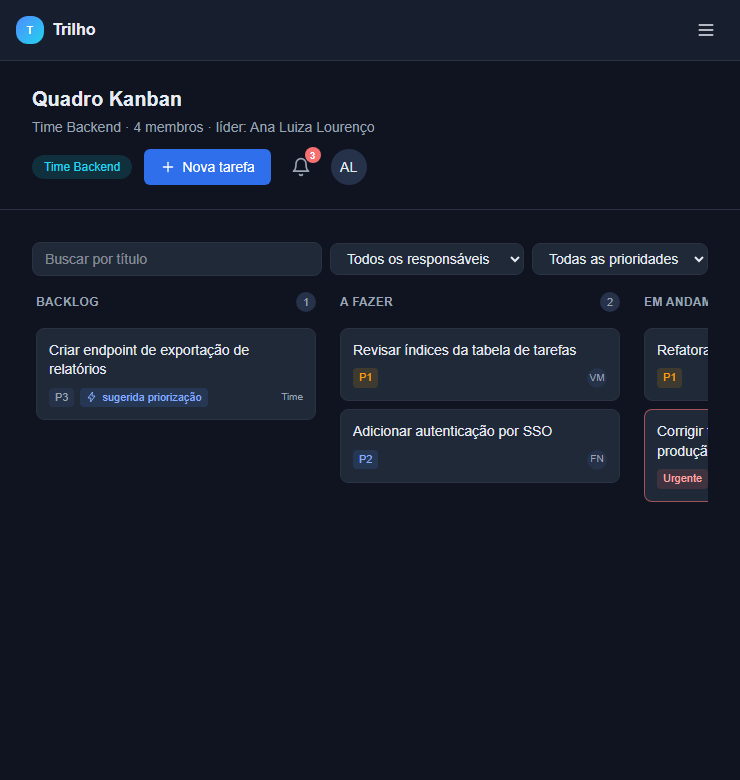 T
Trilho
Quadro Kanban
Time Backend · 4 membros · líder: Ana Luiza Lourenço
Time Backend
Nova tarefa
3
AL
Buscar por título
Todos os responsáveis
Todas as prioridades
BACKLOG
1
Criar endpoint de exportação de
relatórios
P3
sugerida priorização
Time
A FAZER
2
Revisar índices da tabela de tarefas
P1
VM
Adicionar autenticação por SSO
P2
FN
EM ANDAM
Refatora
P1
Corrigir
produçã
Urgente